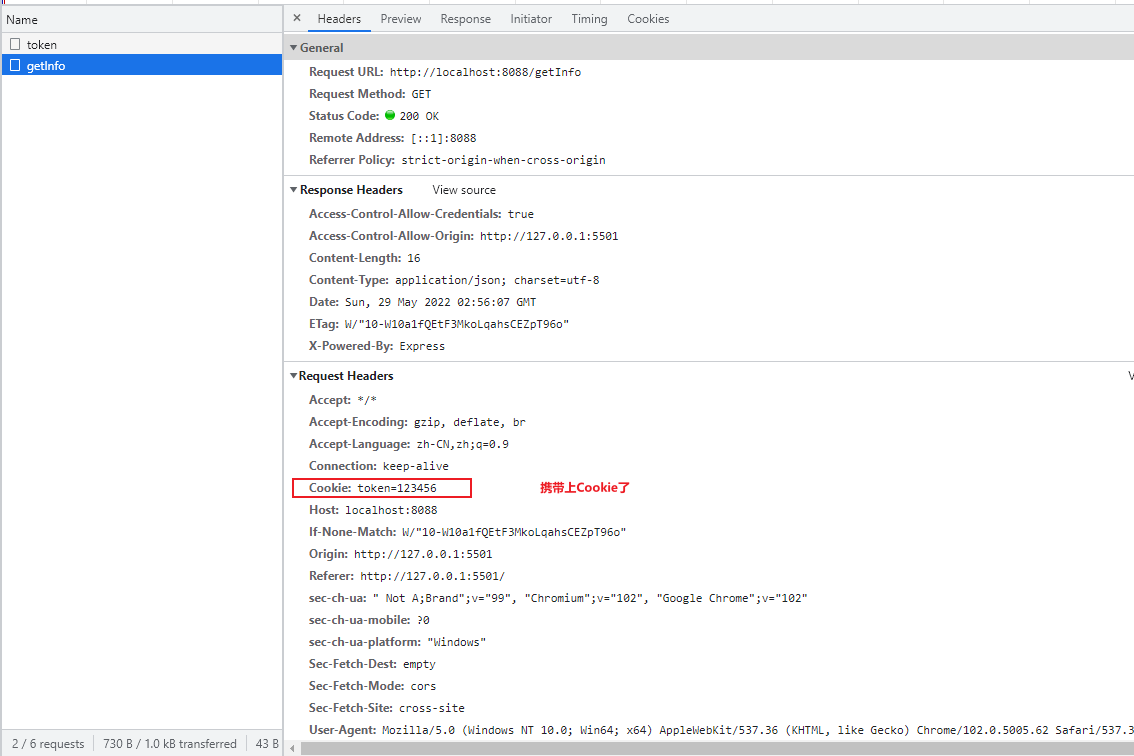 Name
token
getInfo
2 / 6 requests 730 B / 1.0 kB transferred 43 B
× Headers Preview Response Initiator Timing Cookies
General
Request URL: http://localhost:8088/getInfo
Request Method: GET
Status Code: 200 OK
Remote Address: [::1]:8088
Referrer Policy: strict-origin-when-cross-origin
Response Headers View source
Access-Control-Allow-Credentials: true
Access-Control-Allow-Origin: http://127.0.0.1:5501
Content-Length: 16
Content-Type: application/json; charset=utf-8
Date: Sun, 29 May 2022 02:56:07 GMT
ETag: W/"10-W10a1fQEtF3MkoLqahsCEZpT96o"
X-Powered-By: Express
Request Headers V
Accept: */*
Accept-Encoding: gzip, deflate, br
Accept-Language: zh-CN,zh;q=0.9
Connection: keep-alive
Cookie: token=123456 携带上Cookie了
Host: localhost:8088
If-None-Match: W/"10-W10a1fQEtF3MkoLqahsCEZpT96o"
Origin: http://127.0.0.1:5501
Referer: http://127.0.0.1:5501/
sec-ch-ua: " Not A;Brand";v="99", "Chromium";v="102", "Google Chrome";v="102"
sec-ch-ua-mobile: ?0
sec-ch-ua-platform: "Windows"
Sec-Fetch-Dest: empty
Sec-Fetch-Mode: cors
Sec-Fetch-Site: cross-site
User-Agent: Mozilla/5.0 (Windows NT 10.0; Win64; x64) AppleWebKit/537.36 (KHTML, like Gecko) Chrome/102.0.5005.62 Safari/537.3